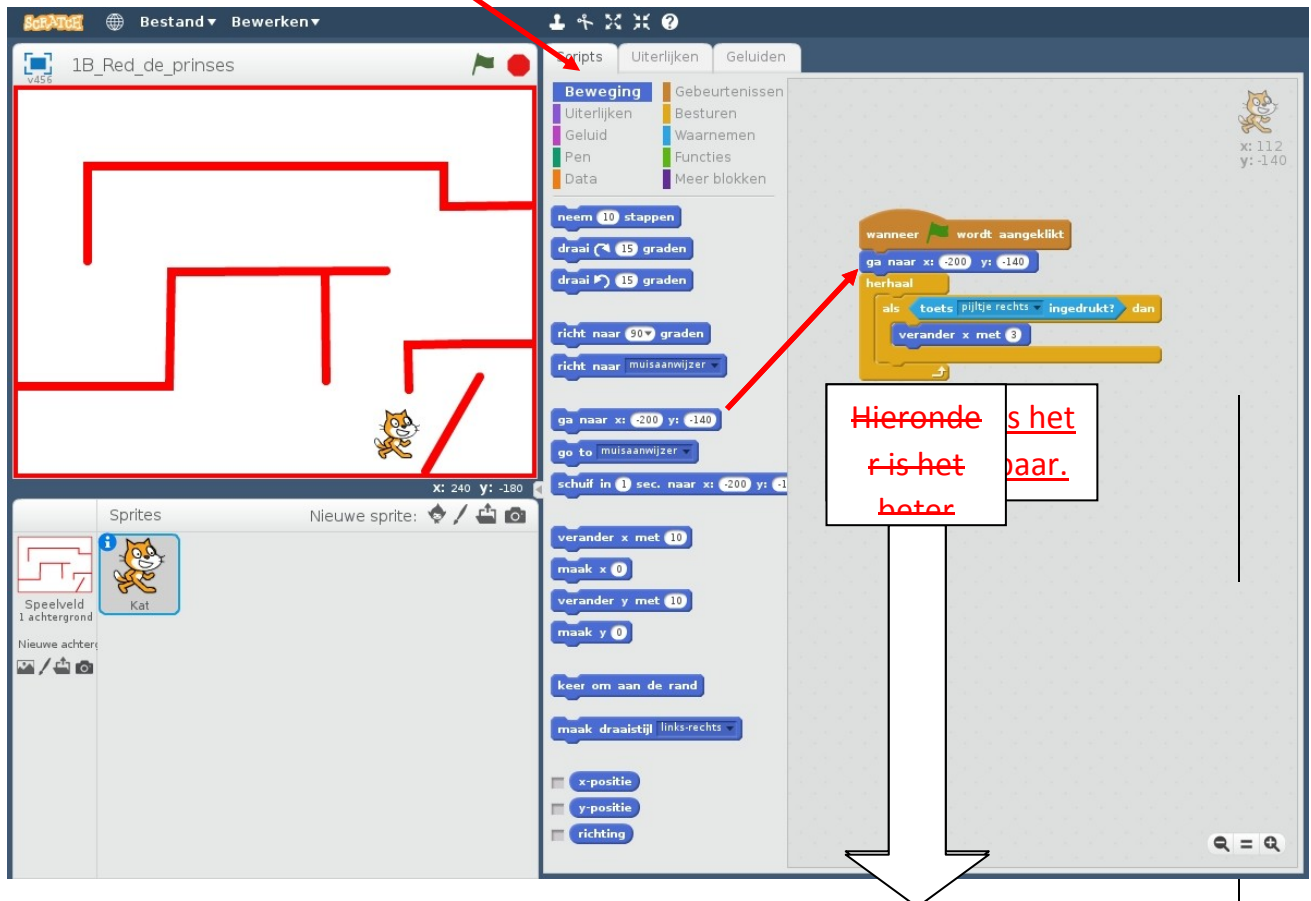 SCRATCH Bestand Bewerken
v456 1B_Red_de_prinses
Scripts Uiterlijken Geluiden
Beweging Gebeurtenissen
Uiterlijken Besturen
Geluid Waarnemen
Pen Functies
Data Meer blokken
neem 10 stappen
draai 15 graden
draai 15 graden
richt naar 90 graden
richt naar muisaanwijzer
ga naar x: -200 y: -140
go to muisaanwijzer
schuif in 1 sec. naar x: -200 y:
verander x met 10
maak x 0
verander y met 10
maak y 0
keer om aan de rand
maak draaistijl links-rechts
x-positie
y-positie
richting
x: 112
y: -140
wanneer wordt aangeklikt
ga naar x: -200 y: -140
herhaal
als toets pijltje rechts ingedrukt? dan
verander x met 3
Hieronde
r is het
beter
s het
baar.
x: 240 y: -180
Sprites Nieuwe sprite:
Speelveld
1 achtergrond
Kat
Nieuwe achter